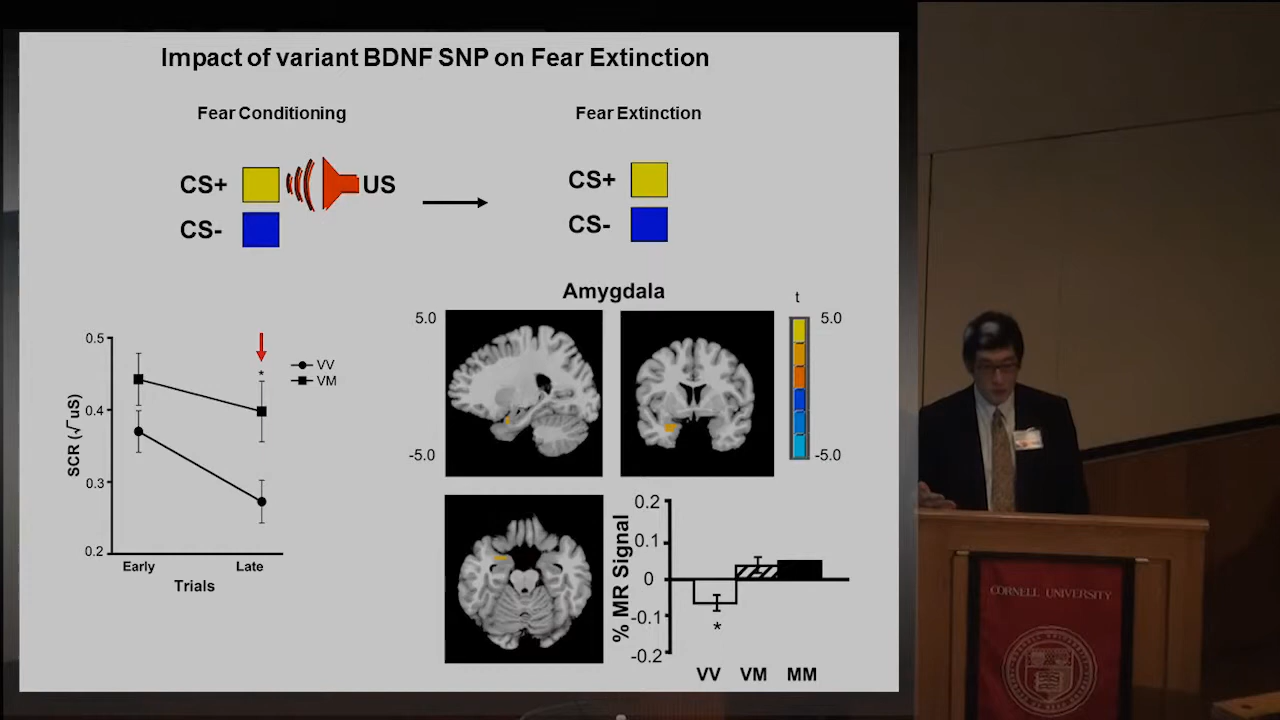 Impact of variant BDNF SNP on Fear Extinction
Fear Conditioning
Fear Extinction
CS+
US
CS-
CS+
CS-
Amygdala
t
5.0
-5.0
5.0
-5.0
0.5
0.4
0.3
0.2
SCR (√ uS)
*
VV
VM
Early
Late
Trials
0.2
0.1
0
-0.1
-0.2
% MR Signal
*
VV
VM
MM
CORNELL UNIVERSITY